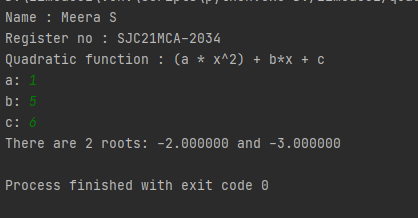 Name : Meera S
Register no : SJC21MCA-2034
Quadratic function : (a * x^2) + b*x + c
a: 1
b: 5
c: 6
There are 2 roots: -2.000000 and -3.000000
Process finished with exit code 0